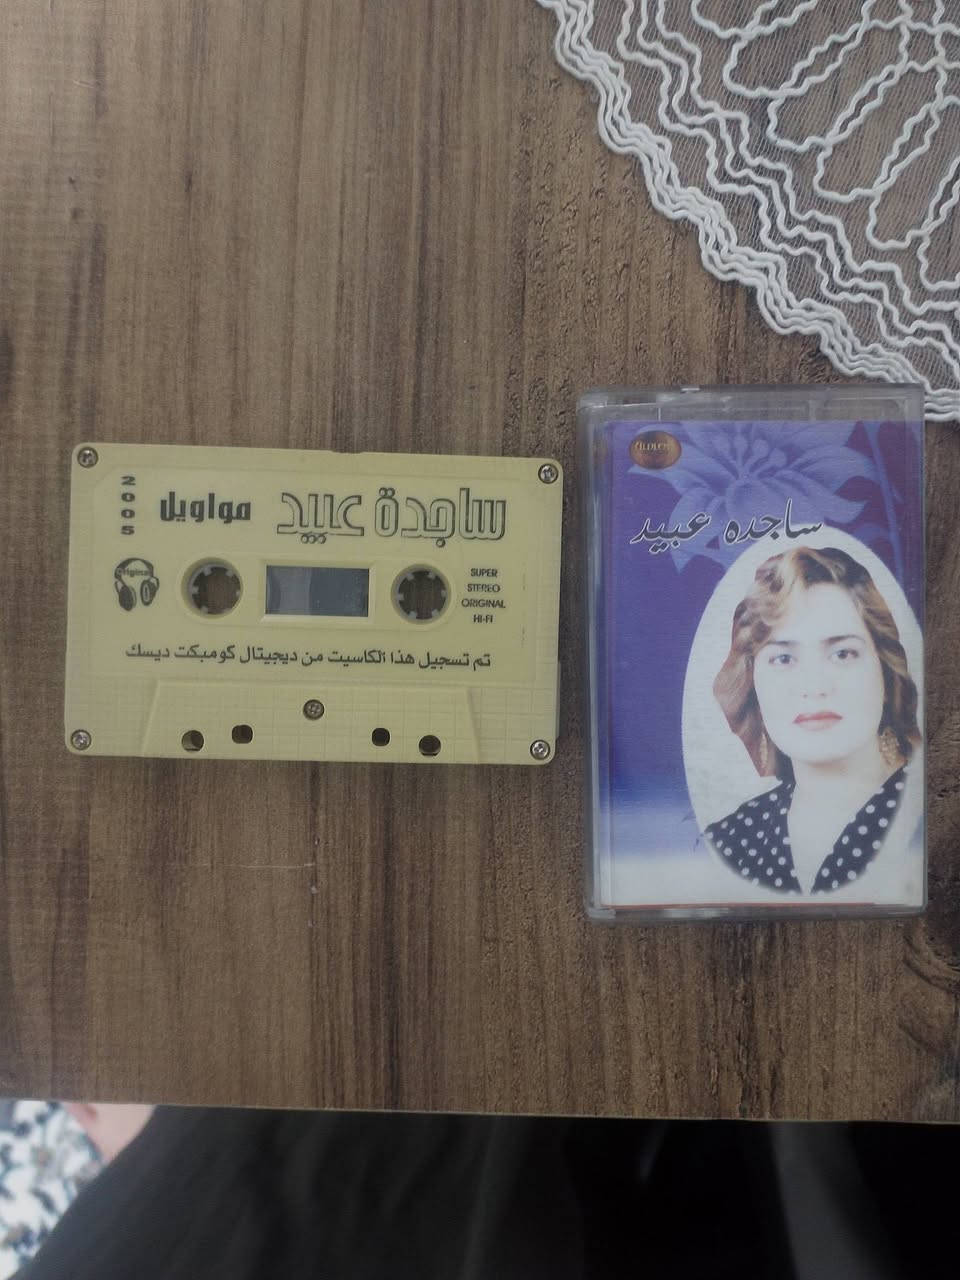 ساجدة عبيد
مواويل
2005
Original
SUPER
STEREO
ORIGINAL
HI-FI
تم تسجيل هذا الكاسيت من ديجيتال كومبكت ديسك
ساجده عبيد